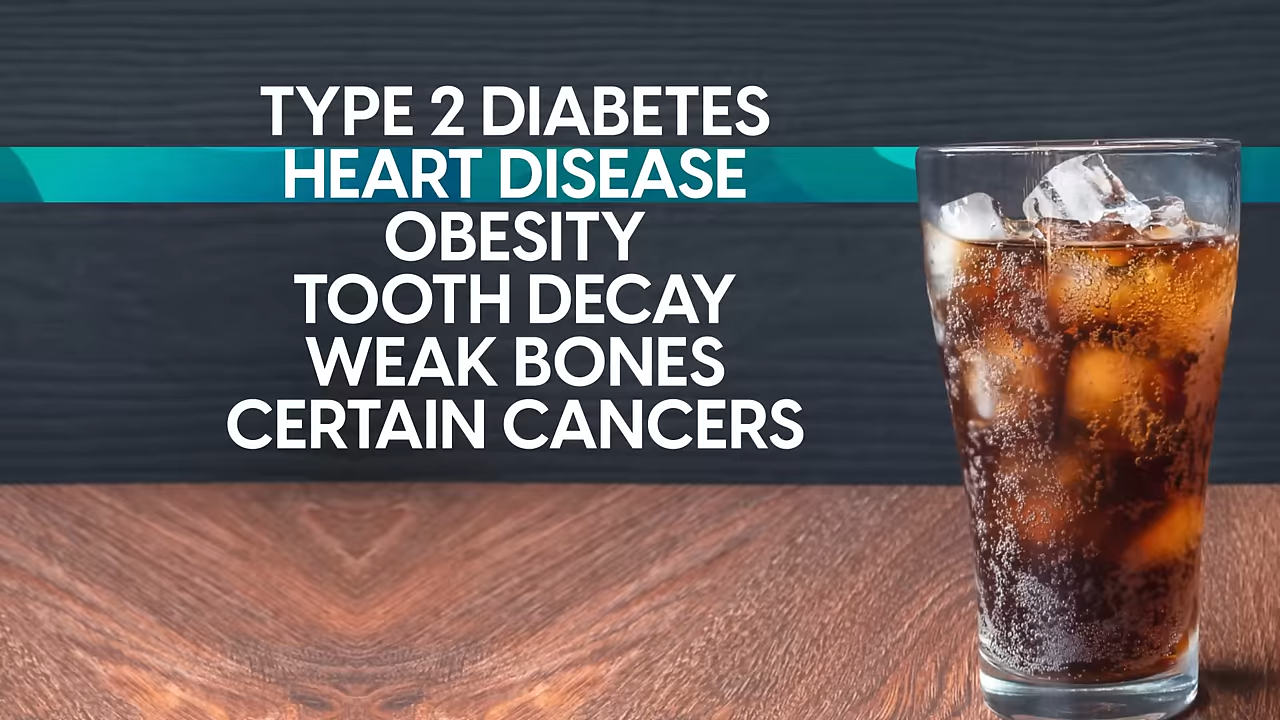 TYPE 2 DIABETES
HEART DISEASE
OBESITY
TOOTH DECAY
WEAK BONES
CERTAIN CANCERS